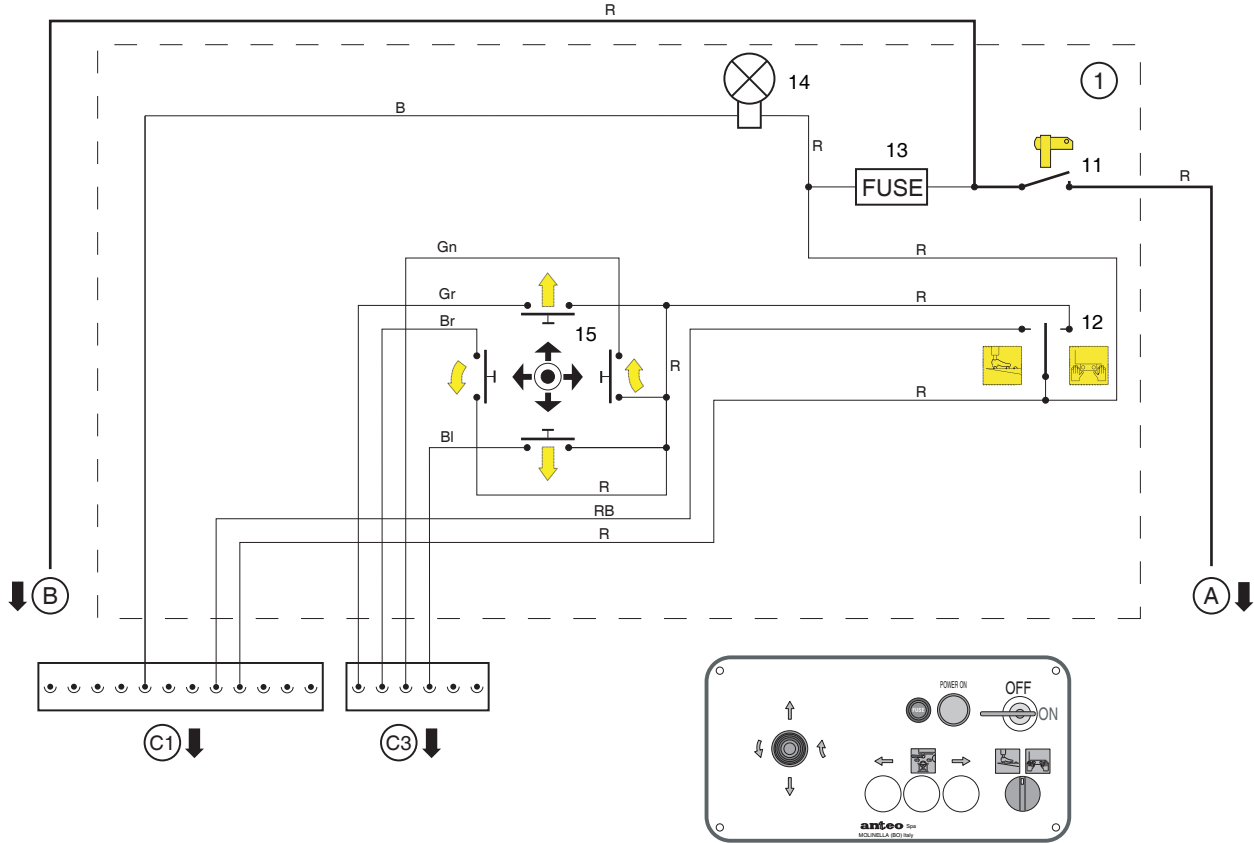 R
14
1
B
R
13
11
FUSE
R
Gn
R
Gr
R
Br
15
12
R
R
Bl
R
RB
R
B
A
C1
C3
POWER ON
OFF
FUSE
ON
anteo Spa
MOLINELLA (BO) Italy